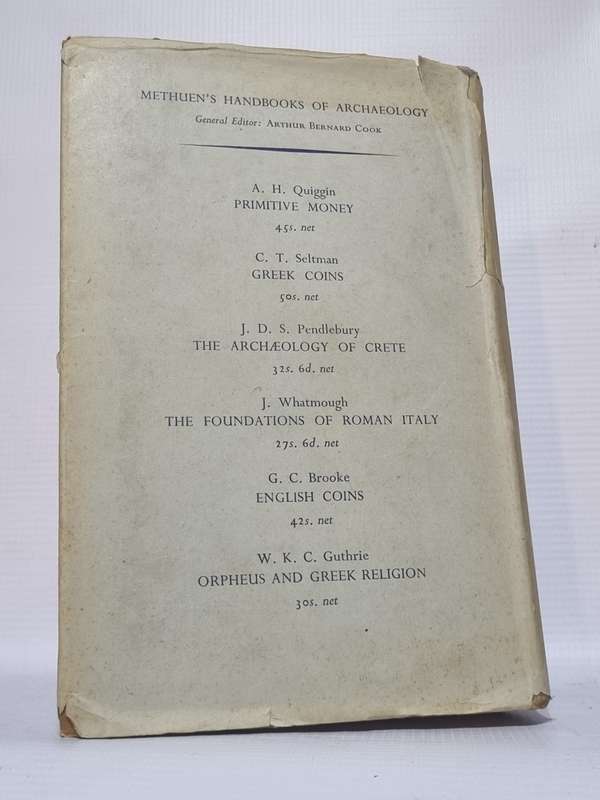 METHUEN'S HANDBOOKS OF ARCHAEOLOGY
General Editor: ARTHUR BERNARD COOK
A. H. Quiggin
PRIMITIVE MONEY
45s. net
C. T. Seltman
GREEK COINS
50s. net
J. D. S. Pendlebury
THE ARCHÆOLOGY OF CRETE
32s. 6d. net
J. Whatmough
THE FOUNDATIONS OF ROMAN ITALY
27s. 6d. net
G. C. Brooke
ENGLISH COINS
42s. net
W. K. C. Guthrie
ORPHEUS AND GREEK RELIGION
30s. net